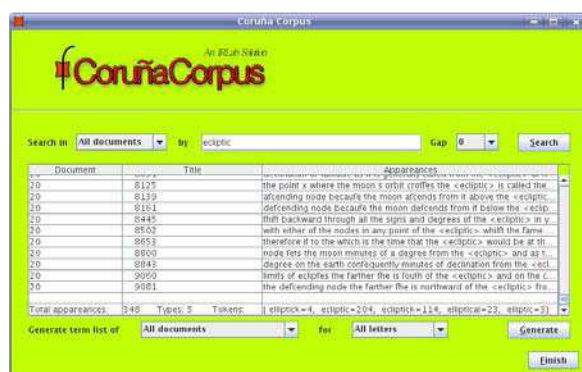 Coruña Corpus
An IRLab Solution
CoruñaCorpus
Search in All documents by ecliptic Gap 0 Search
Document Title Appearances
20 8125 the point x where the moon s orbit croffes the <ecliptic> is called the...
20 8139 afcending node becaufe the moon afcends from it above the <ecliptic...
20 8161 defcending node becaufe the moon defcends from it below the <eclip...
20 8445 fhift backward through all the signs and degrees of the <ecliptic> in y...
20 8502 with either of the nodes in any point of the <ecliptic> whilft the fame ...
20 8653 therefore if to the which is the time that the <ecliptic> would be at th...
20 8800 node fets the moon minutes of a degree from the <ecliptic> and as t...
20 8843 degree on the earth confequently minutes of declination from the <ecl...
20 9060 limits of eclipfes the farther fhe is fouth of the <ecliptic> and on the c...
20 9081 the defcending node the farther fhe is northward of the <ecliptic> fro...
Total appearances: 348 Types: 5 Tokens: { elliptick=4, ecliptic=204, ecliptick=114, elliptical=23, eliptic=3}
Generate term list of All documents for All letters Generate
Finish